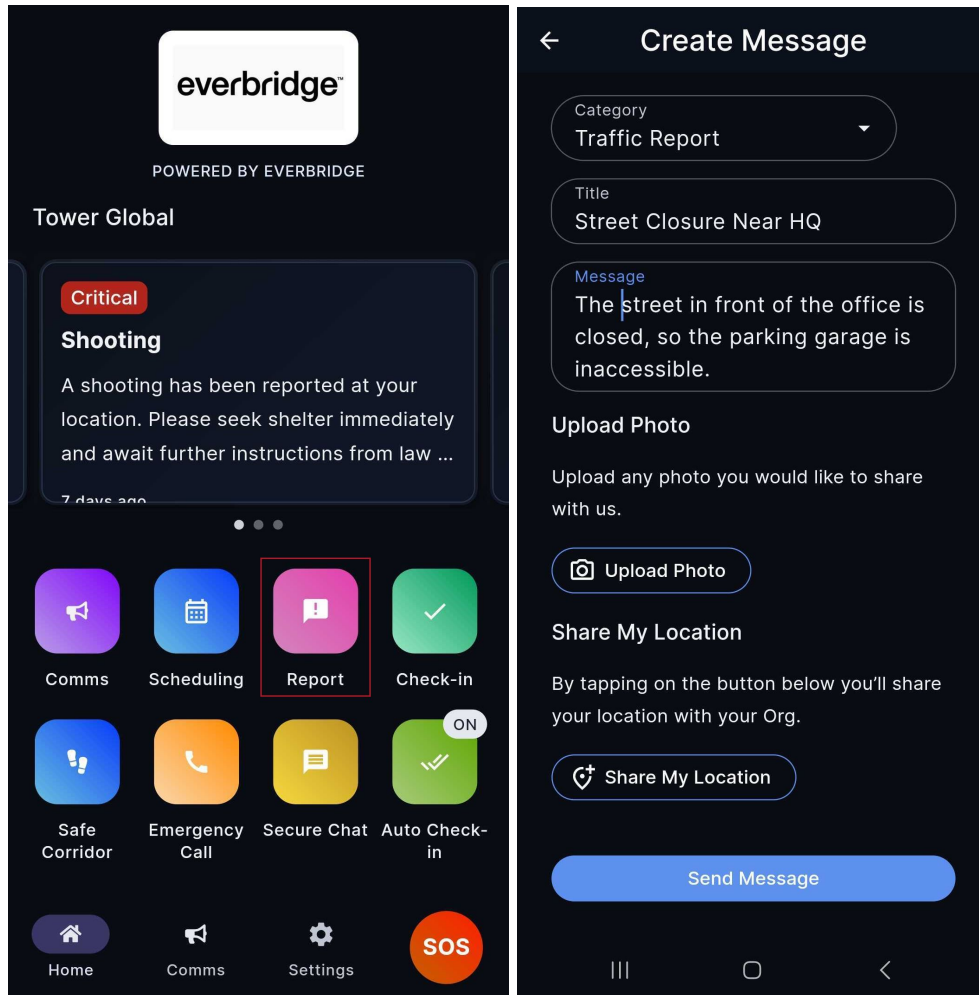 everbridge™
POWERED BY EVERBRIDGE
Tower Global
Critical
Shooting
A shooting has been reported at your
location. Please seek shelter immediately
and await further instructions from law ...
7 days ago
Comms
Scheduling
Report
Check-in
ON
Safe
Corridor
Emergency
Call
Secure Chat
Auto Check-
in
Home
Comms
Settings
SOS
Create Message
Category
Traffic Report
Title
Street Closure Near HQ
Message
The street in front of the office is
closed, so the parking garage is
inaccessible.
Upload Photo
Upload any photo you would like to share
with us.
Upload Photo
Share My Location
By tapping on the button below you’ll share
your location with your Org.
Share My Location
Send Message